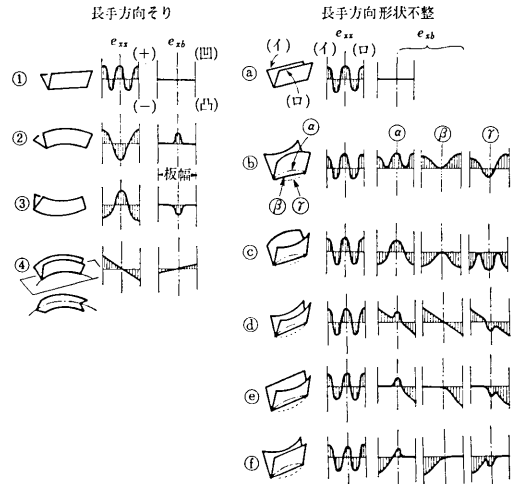 長手方向そり
e_xx e_xb
(+) (凹)
①
(−) (凸)
②
板幅
③
④
長手方向形状不整
e_xx e_xb
(イ) (イ) (ロ)
ⓐ
(ロ)
ⓐ α β γ
ⓑ
β γ
ⓒ
ⓓ
ⓔ
ⓕ